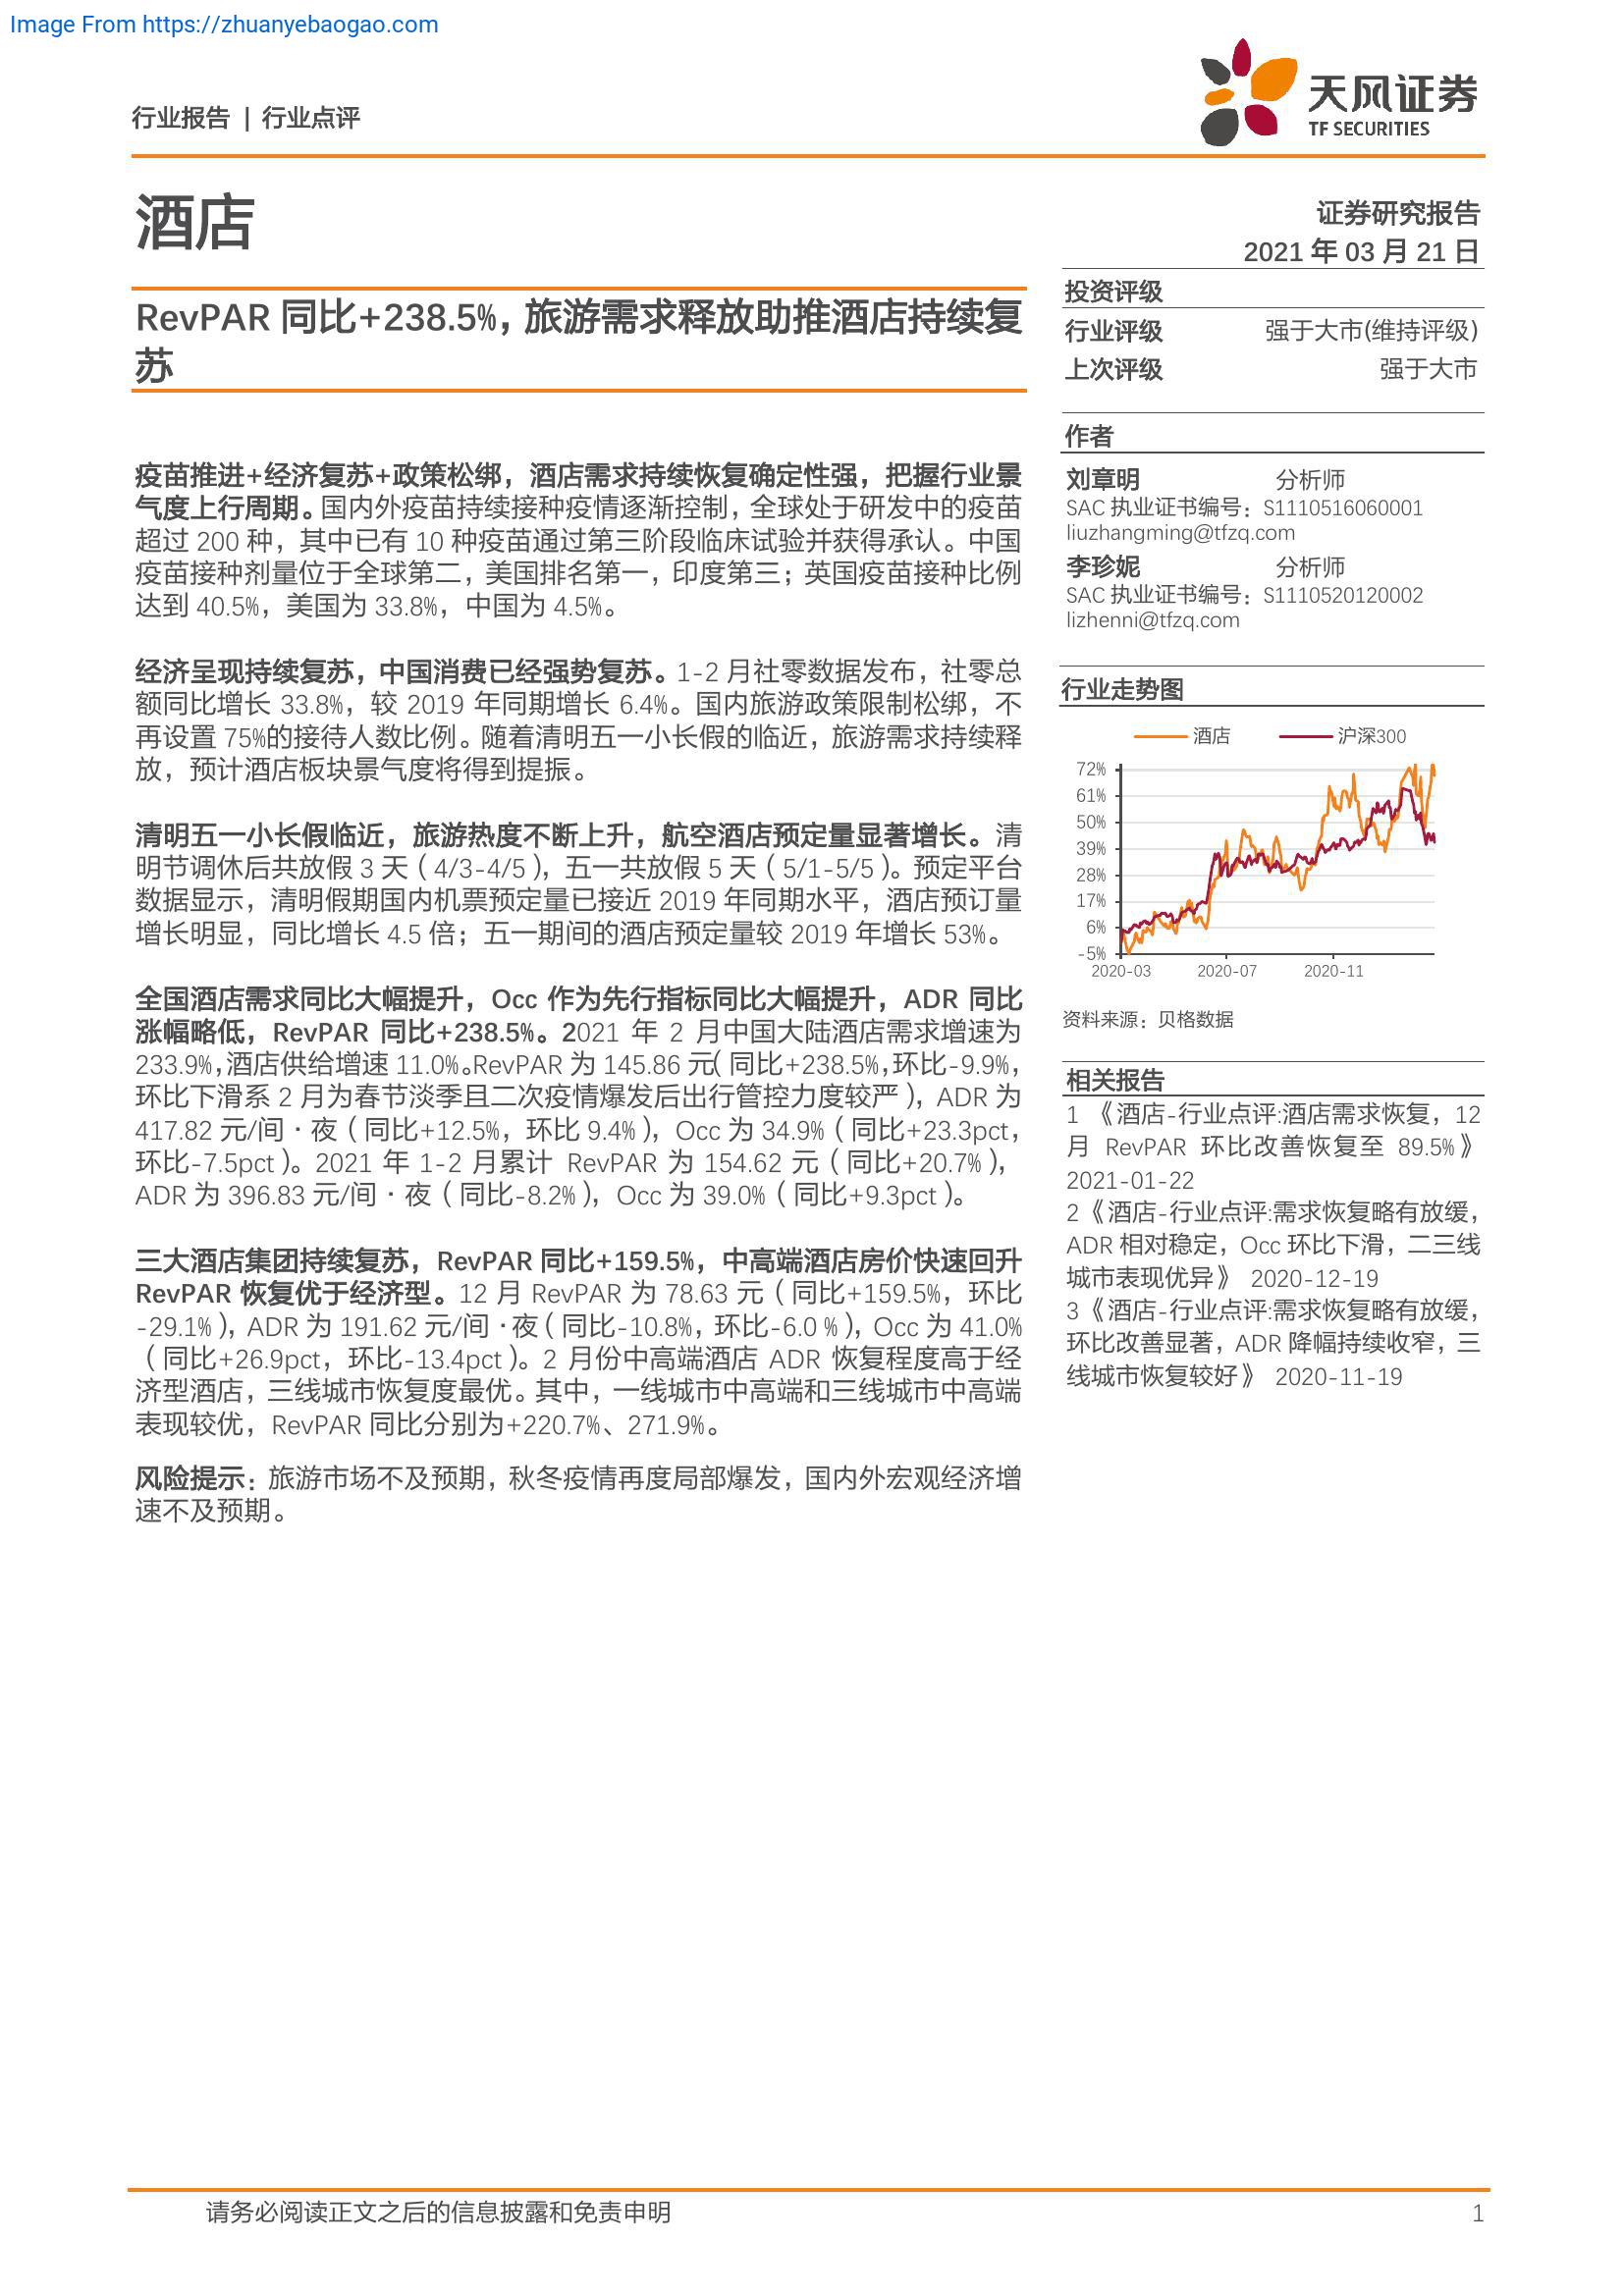 Image From https://zhuanyebaogao.com
行业报告 | 行业点评
天风证券
TF SECURITIES
酒店
证券研究报告
2021 年 03 月 21 日
RevPAR 同比+238.5%，旅游需求释放助推酒店持续复
苏
疫苗推进+经济复苏+政策松绑，酒店需求持续恢复确定性强，把握行业景
气度上行周期。国内外疫苗持续接种疫情逐渐控制，全球处于研发中的疫苗
超过 200 种，其中已有 10 种疫苗通过第三阶段临床试验并获得承认。中国
疫苗接种剂量位于全球第二，美国排名第一，印度第三；英国疫苗接种比例
达到 40.5%，美国为 33.8%，中国为 4.5%。
经济呈现持续复苏，中国消费已经强势复苏。1-2 月社零数据发布，社零总
额同比增长 33.8%，较 2019 年同期增长 6.4%。国内旅游政策限制松绑，不
再设置 75%的接待人数比例。随着清明五一小长假的临近，旅游需求持续释
放，预计酒店板块景气度将得到提振。
清明五一小长假临近，旅游热度不断上升，航空酒店预定量显著增长。清
明节调休后共放假 3 天（4/3-4/5），五一共放假 5 天（5/1-5/5）。预定平台
数据显示，清明假期国内机票预定量已接近 2019 年同期水平，酒店预订量
增长明显，同比增长 4.5 倍；五一期间的酒店预定量较 2019 年增长 53%。
全国酒店需求同比大幅提升，Occ 作为先行指标同比大幅提升，ADR 同比
涨幅略低，RevPAR 同比+238.5%。2021 年 2 月中国大陆酒店需求增速为
233.9%，酒店供给增速 11.0%。RevPAR 为 145.86 元（同比+238.5%，环比-9.9%，
环比下滑系 2 月为春节淡季且二次疫情爆发后出行管控力度较严），ADR 为
417.82 元/间·夜（同比+12.5%，环比 9.4%），Occ 为 34.9%（同比+23.3pct，
环比-7.5pct）。2021 年 1-2 月累计 RevPAR 为 154.62 元（同比+20.7%），
ADR 为 396.83 元/间·夜（同比-8.2%），Occ 为 39.0%（同比+9.3pct）。
三大酒店集团持续复苏，RevPAR 同比+159.5%，中高端酒店房价快速回升
RevPAR 恢复优于经济型。12 月 RevPAR 为 78.63 元（同比+159.5%，环比
-29.1%），ADR 为 191.62 元/间·夜（同比-10.8%，环比-6.0 %），Occ 为 41.0%
（同比+26.9pct，环比-13.4pct）。2 月份中高端酒店 ADR 恢复程度高于经
济型酒店，三线城市恢复度最优。其中，一线城市中高端和三线城市中高端
表现较优，RevPAR 同比分别为+220.7%、271.9%。
风险提示：旅游市场不及预期，秋冬疫情再度局部爆发，国内外宏观经济增
速不及预期。
投资评级
行业评级 强于大市(维持评级)
上次评级 强于大市
作者
刘章明 分析师
SAC 执业证书编号：S1110516060001
liuzhangming@tfzq.com
李珍妮 分析师
SAC 执业证书编号：S1110520120002
lizhenni@tfzq.com
行业走势图
酒店 沪深300
72%
61%
50%
39%
28%
17%
6%
-5%
2020-03 2020-07 2020-11
资料来源：贝格数据
相关报告
1 《酒店-行业点评:酒店需求恢复，12
月 RevPAR 环比改善恢复至 89.5%》
2021-01-22
2《酒店-行业点评:需求恢复略有放缓，
ADR 相对稳定，Occ 环比下滑，二三线
城市表现优异》 2020-12-19
3《酒店-行业点评:需求恢复略有放缓，
环比改善显著，ADR 降幅持续收窄，三
线城市恢复较好》 2020-11-19
请务必阅读正文之后的信息披露和免责申明 1